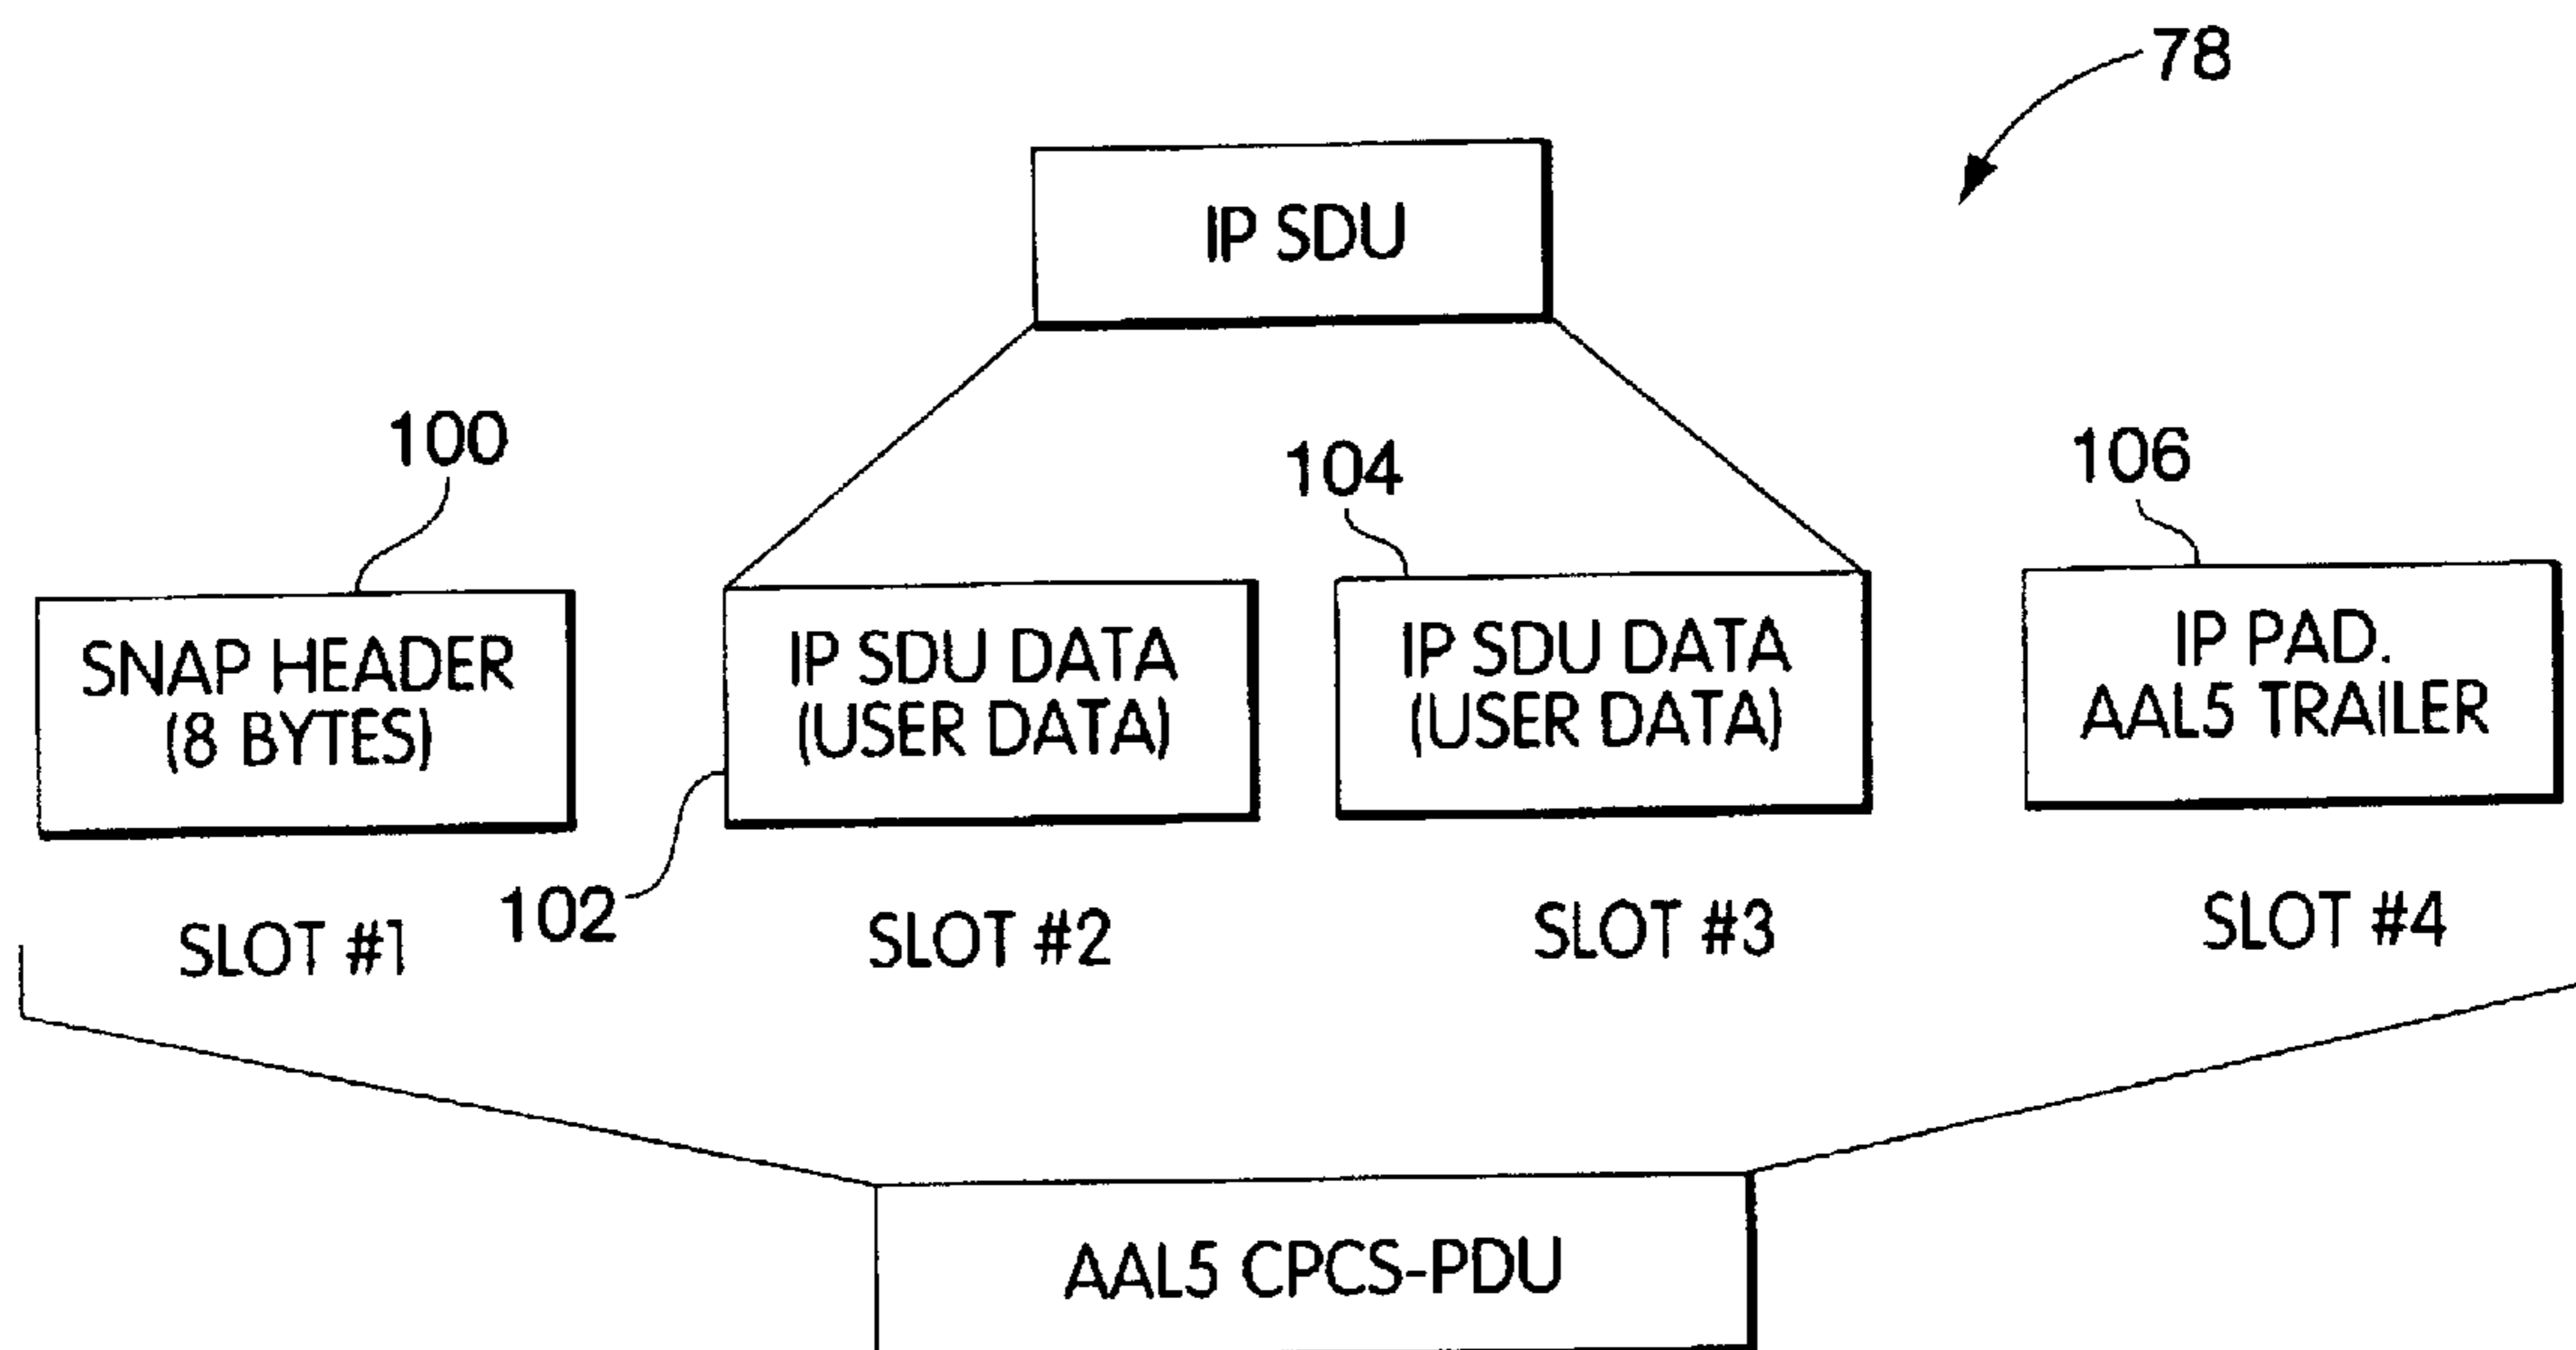 78
IP SDU
100
104
106
SNAP HEADER
(8 BYTES)
IP SDU DATA
(USER DATA)
IP SDU DATA
(USER DATA)
IP PAD.
AAL5 TRAILER
102
SLOT #1
SLOT #2
SLOT #3
SLOT #4
AAL5 CPCS-PDU